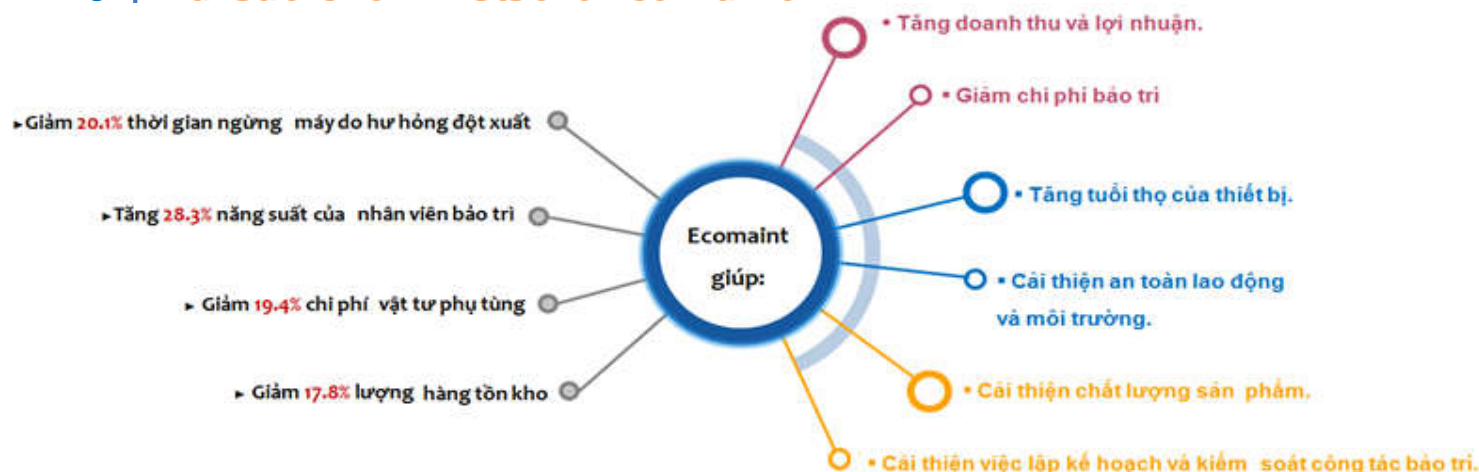 ▸Giảm 20.1% thời gian ngừng máy do hư hỏng đột xuất
▸Tăng 28.3% năng suất của nhân viên bảo trì
▸ Giảm 19.4% chi phí vật tư phụ tùng
▸ Giảm 17.8% lượng hàng tồn kho
Ecomaint
giúp:
▪ Tăng doanh thu và lợi nhuận.
▪ Giảm chi phí bảo trì
▪ Tăng tuổi thọ của thiết bị.
▪ Cải thiện an toàn lao động
và môi trường.
▪ Cải thiện chất lượng sản phẩm.
▪ Cải thiện việc lập kế hoạch và kiểm soát công tác bảo trì.